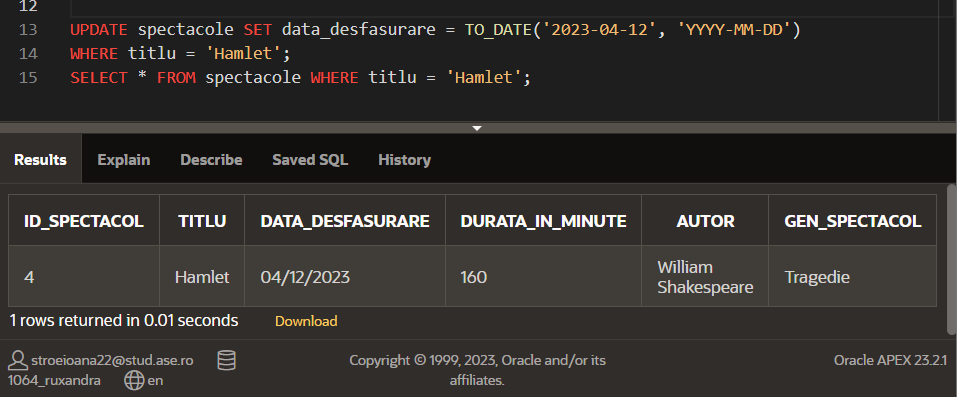 12
13 UPDATE spectacole SET data_desfasurare = TO_DATE('2023-04-12', 'YYYY-MM-DD')
14 WHERE titlu = 'Hamlet';
15 SELECT * FROM spectacole WHERE titlu = 'Hamlet';
Results Explain Describe Saved SQL History
ID_SPECTACOL TITLU DATA_DESFASURARE DURATA_IN_MINUTE AUTOR GEN_SPECTACOL
4 Hamlet 04/12/2023 160 William Shakespeare Tragedie
1 rows returned in 0.01 seconds Download
stroeioana22@stud.ase.ro
1064_ruxandra en
Copyright © 1999, 2023, Oracle and/or its
affiliates.
Oracle APEX 23.2.1